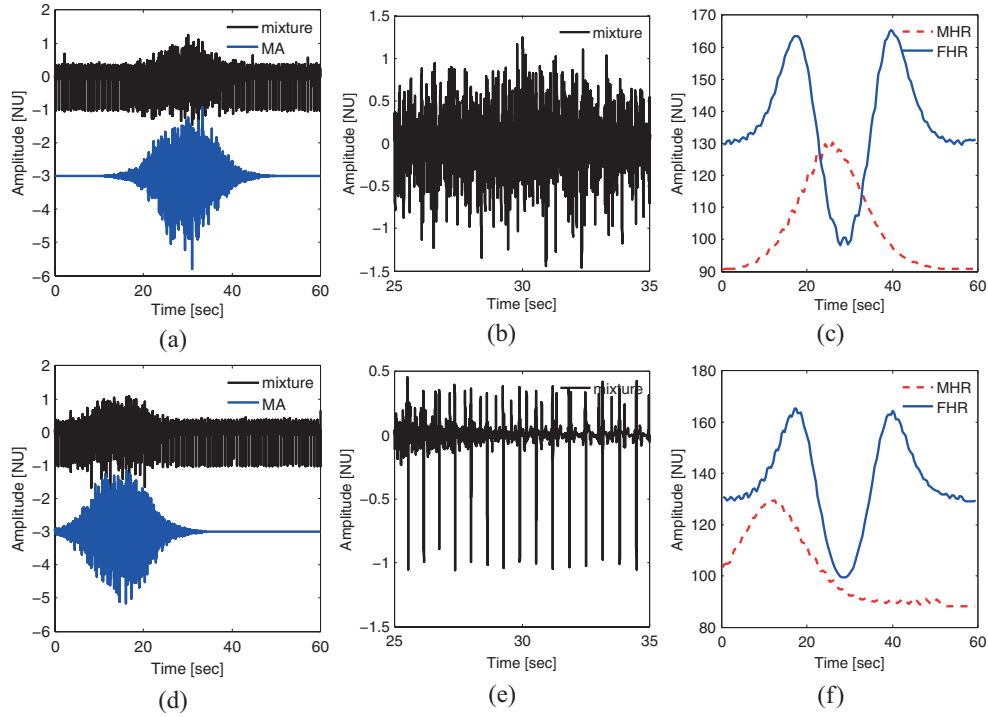 2
1
0
−1
−2
−3
−4
−5
−6
Amplitude [NU]
mixture
MA
0 20 40 60
Time [sec]
(a)
1.5
1
0.5
0
−0.5
−1
−1.5
Amplitude [NU]
mixture
25 30 35
Time [sec]
(b)
170
160
150
140
130
120
110
100
90
Amplitude [NU]
MHR
FHR
0 20 40 60
Time [sec]
(c)
2
1
0
−1
−2
−3
−4
−5
−6
Amplitude [NU]
mixture
MA
0 20 40 60
Time [sec]
(d)
0.5
0
−0.5
−1
−1.5
Amplitude [NU]
mixture
25 30 35
Time [sec]
(e)
180
160
140
120
100
80
Amplitude [NU]
MHR
FHR
0 20 40 60
Time [sec]
(f)